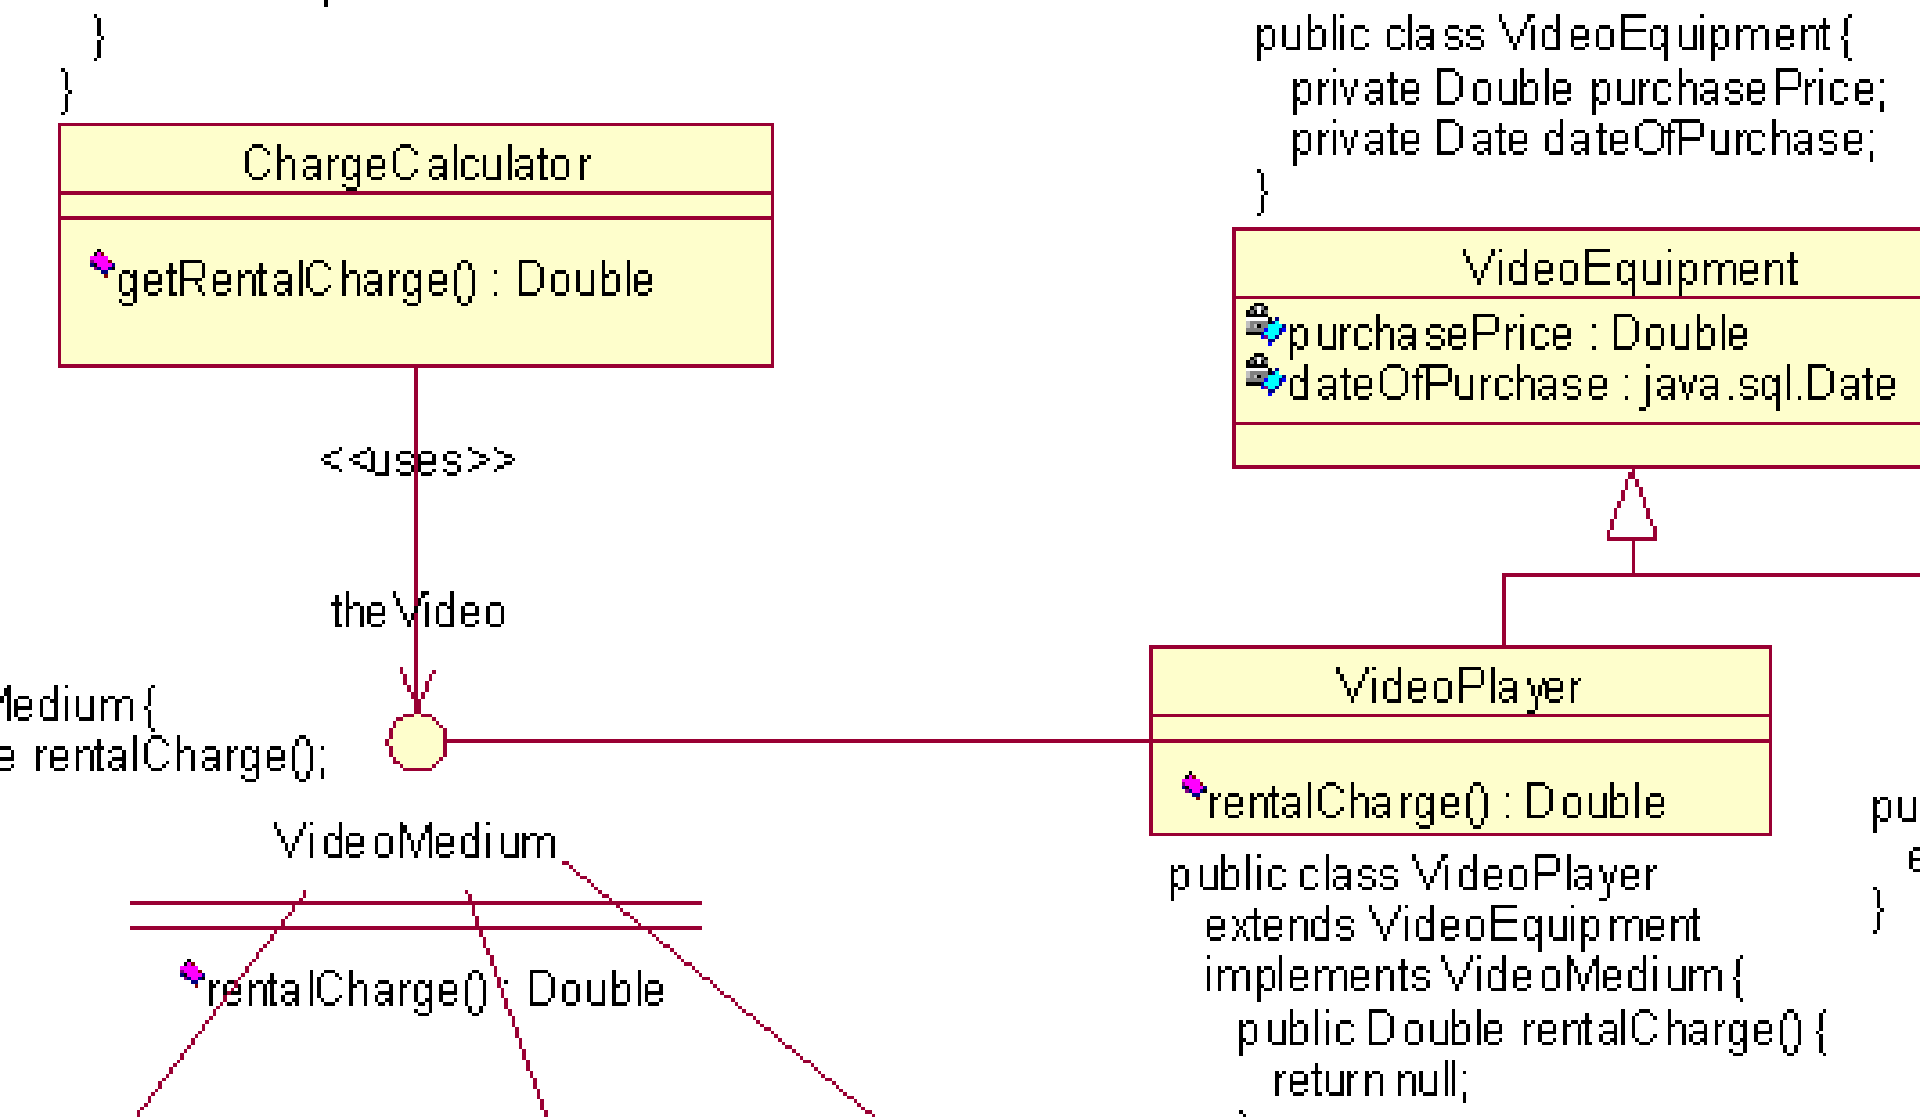 }
}
ChargeCalculator
getRentalCharge() : Double
<<uses>>
theVideo
Medium{
e rentalCharge();
VideoMedium
rentalCharge() : Double
public class VideoEquipment{
private Double purchasePrice;
private Date dateOfPurchase;
}
VideoEquipment
purchasePrice : Double
dateOfPurchase : java.sql.Date
VideoPlayer
rentalCharge() : Double
public class VideoPlayer
extends VideoEquipment
implements VideoMedium{
public Double rentalCharge() {
return null;
pu
e
}